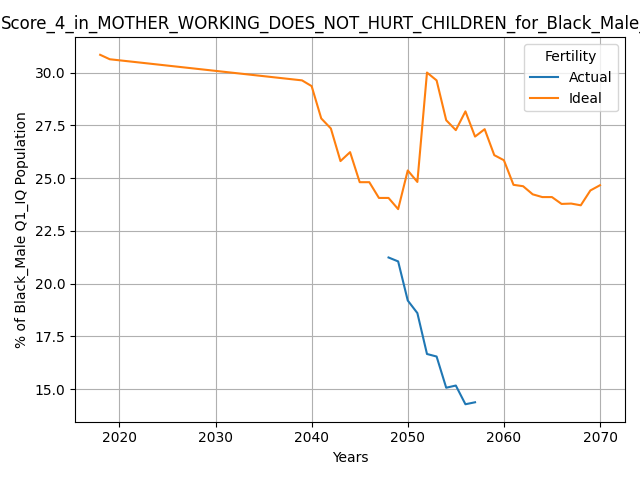 Score_4_in_MOTHER_WORKING_DOES_NOT_HURT_CHILDREN_for_Black_Male_
Fertility
Actual
Ideal
30.0
27.5
25.0
22.5
20.0
17.5
15.0
% of Black_Male Q1_IQ Population
2020 2030 2040 2050 2060 2070
Years